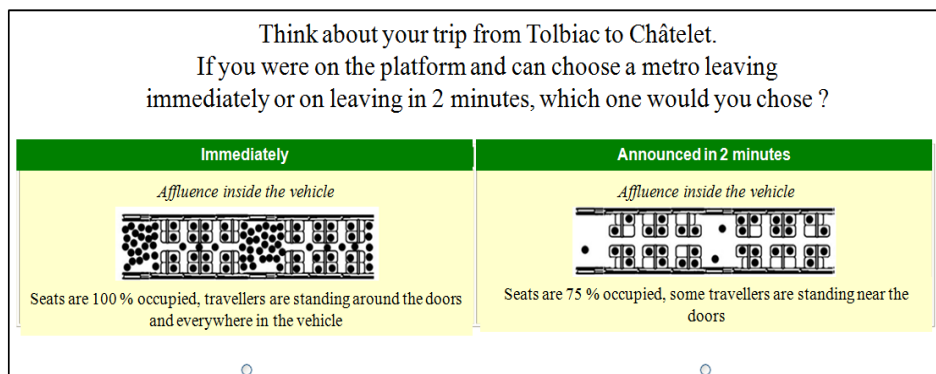 Think about your trip from Tolbiac to Châtelet.
If you were on the platform and can choose a metro leaving
immediately or on leaving in 2 minutes, which one would you chose ?
Immediately
Affluence inside the vehicle
Seats are 100 % occupied, travellers are standing around the doors
and everywhere in the vehicle
Announced in 2 minutes
Affluence inside the vehicle
Seats are 75 % occupied, some travellers are standing near the
doors